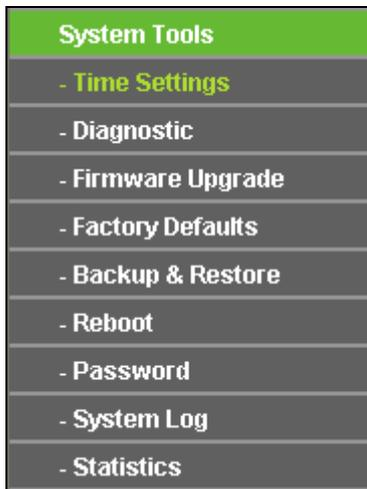 System Tools
- Time Settings
- Diagnostic
- Firmware Upgrade
- Factory Defaults
- Backup & Restore
- Reboot
- Password
- System Log
- Statistics